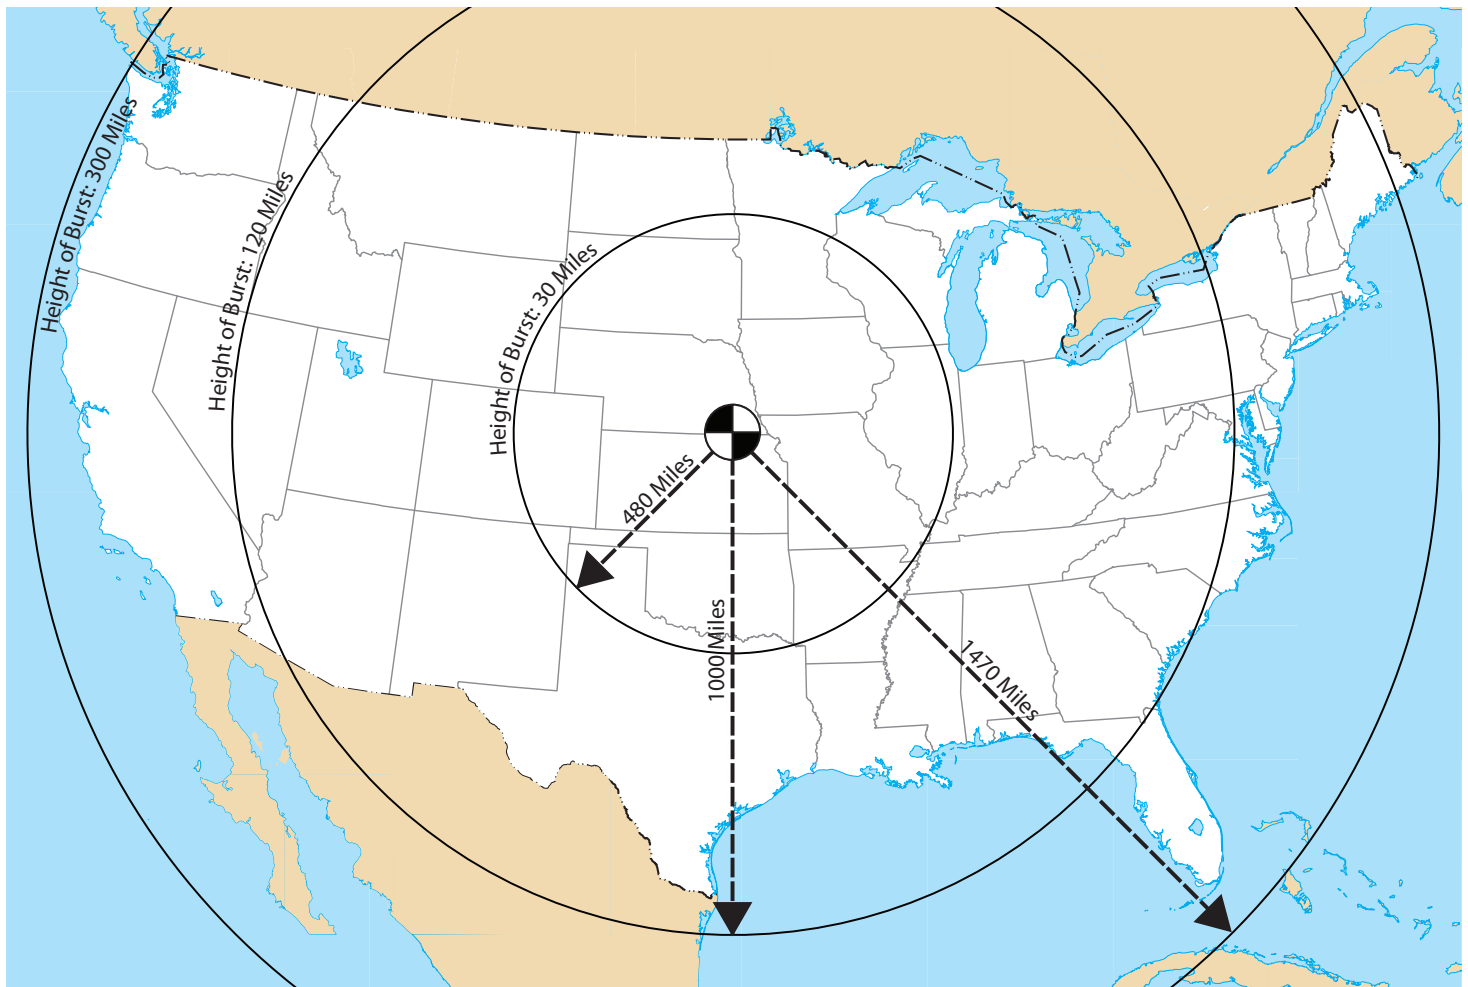 Height of Burst: 300 Miles
Height of Burst: 120 Miles
Height of Burst: 30 Miles
480 Miles
1000 Miles
1470 Miles